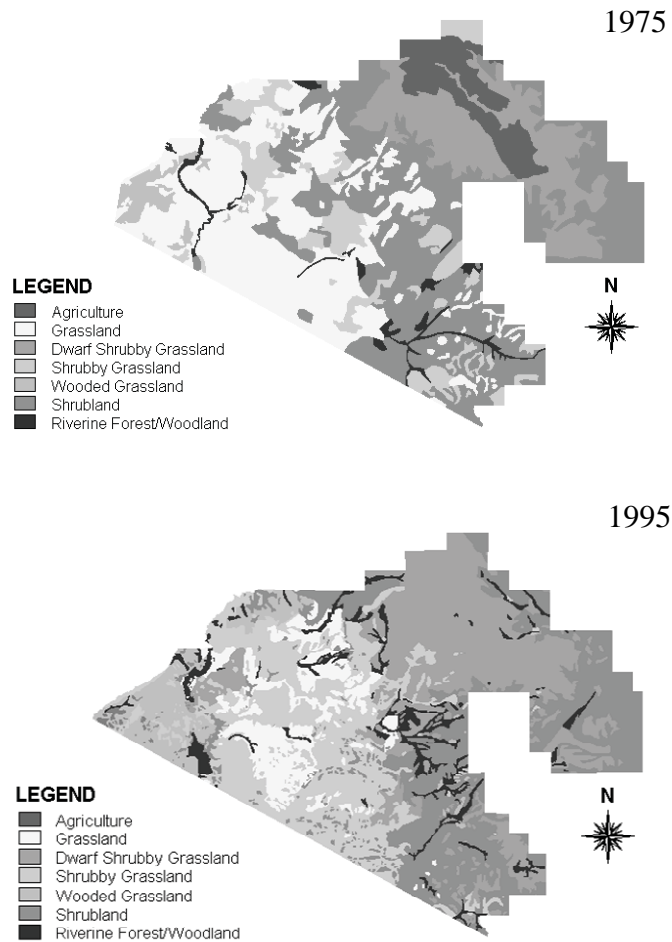 1975
LEGEND
Agriculture
Grassland
Dwarf Shrubby Grassland
Shrubby Grassland
Wooded Grassland
Shrubland
Riverine Forest/Woodland
N
1995
LEGEND
Agriculture
Grassland
Dwarf Shrubby Grassland
Shrubby Grassland
Wooded Grassland
Shrubland
Riverine Forest/Woodland
N